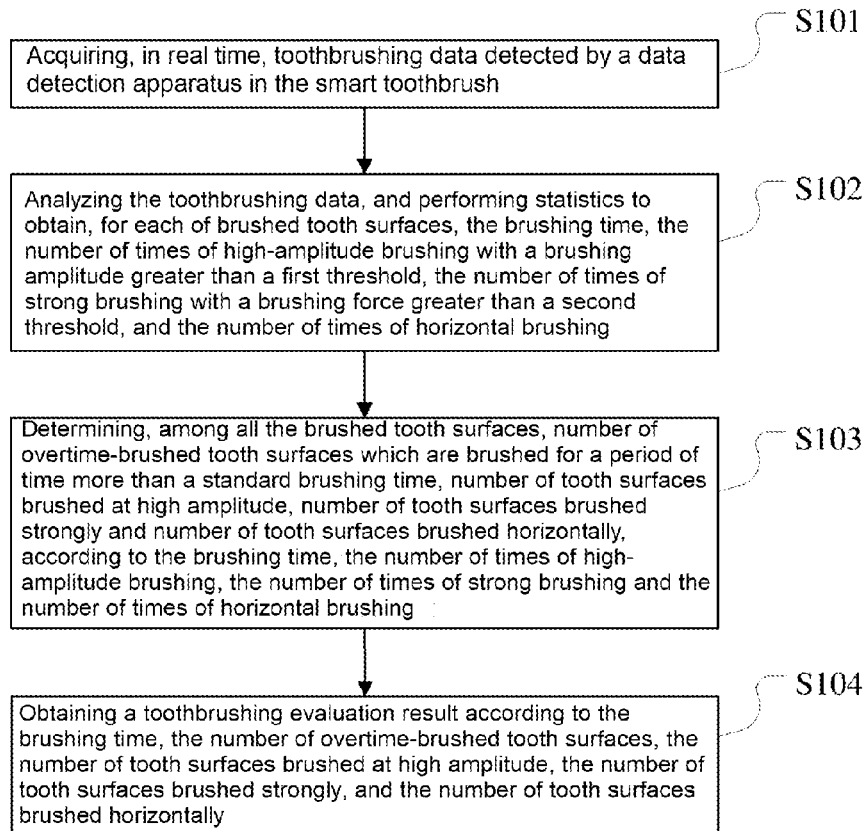 S101
Acquiring, in real time, toothbrushing data detected by a data
detection apparatus in the smart toothbrush
S102
Analyzing the toothbrushing data, and performing statistics to
obtain, for each of brushed tooth surfaces, the brushing time, the
number of times of high-amplitude brushing with a brushing
amplitude greater than a first threshold, the number of times of
strong brushing with a brushing force greater than a second
threshold, and the number of times of horizontal brushing
S103
Determining, among all the brushed tooth surfaces, number of
overtime-brushed tooth surfaces which are brushed for a period of
time more than a standard brushing time, number of tooth surfaces
brushed at high amplitude, number of tooth surfaces brushed
strongly and number of tooth surfaces brushed horizontally,
according to the brushing time, the number of times of high-
amplitude brushing, the number of times of strong brushing and the
number of times of horizontal brushing
S104
Obtaining a toothbrushing evaluation result according to the
brushing time, the number of overtime-brushed tooth surfaces, the
number of tooth surfaces brushed at high amplitude, the number of
tooth surfaces brushed strongly, and the number of tooth surfaces
brushed horizontally